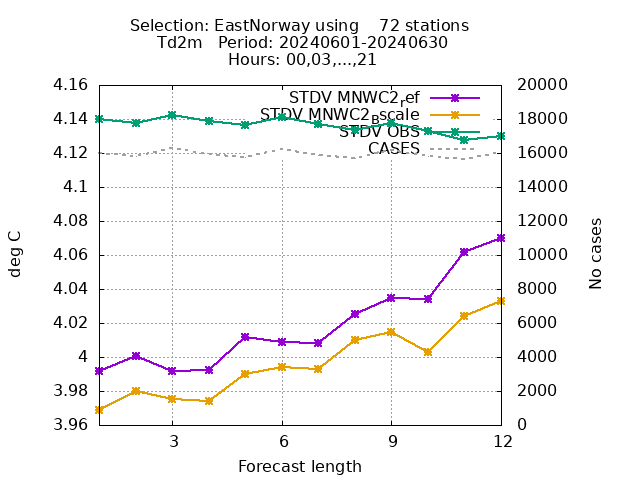 Selection: EastNorway using    72 stations
Td2m   Period: 20240601-20240630
Hours: 00,03,...,21
4.16
4.14
4.12
4.1
4.08
4.06
4.04
4.02
4
3.98
3.96
20000
18000
16000
14000
12000
10000
8000
6000
4000
2000
0
STDV MNWC2_ref
STDV MNWC2_Bscale
STDV OBS
CASES
deg C
No cases
3
6
9
12
Forecast length